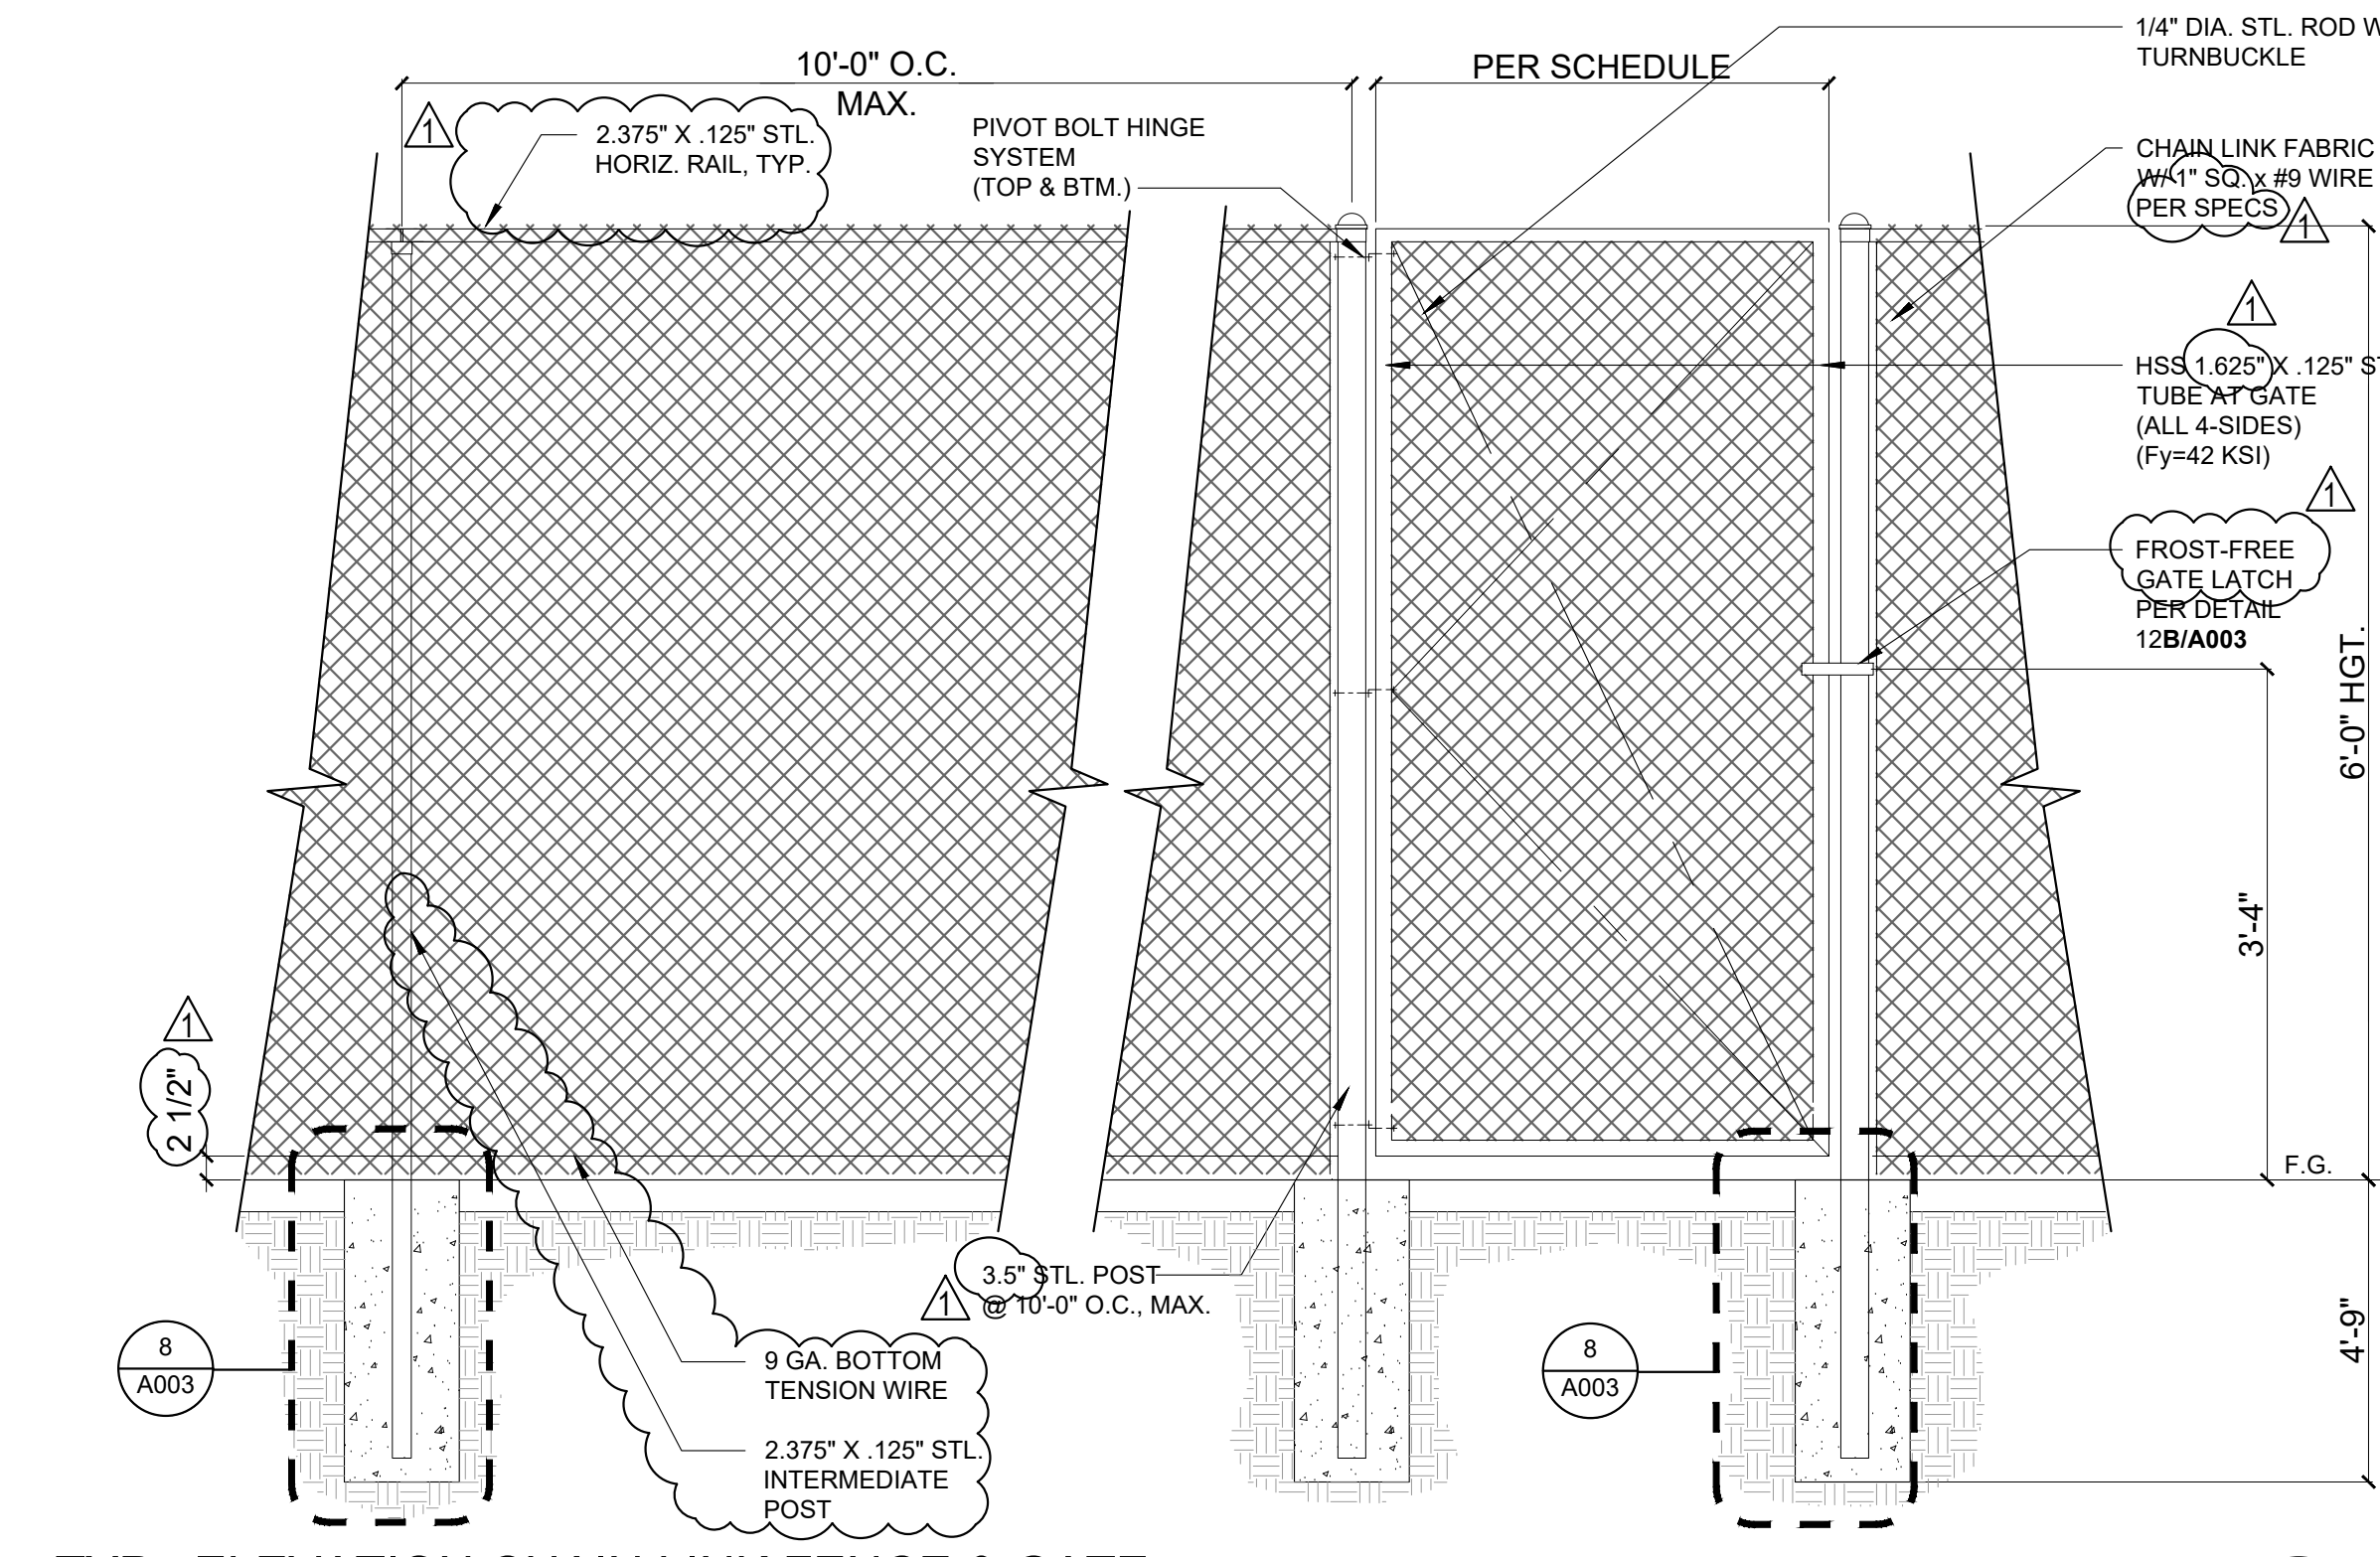 1/4" DIA. STL. ROD W
TURNBUCKLE
10'-0" O.C.
MAX.
PER SCHEDULE
1
2.375" X .125" STL.
HORIZ. RAIL, TYP.
PIVOT BOLT HINGE
SYSTEM
(TOP & BTM.)
CHAIN LINK FABRIC
W/ 1" SQ. x #9 WIRE
PER SPECS
1
1
HSS 1.625" X .125" ST
TUBE AT GATE
(ALL 4-SIDES)
(Fy=42 KSI)
1
FROST-FREE
GATE LATCH
PER DETAIL
12B/A003
6'-0" HGT.
3'-4"
1
2 1/2"
F.G.
3.5" STL. POST
@ 10'-0" O.C., MAX.
1
4'-9"
8
A003
8
A003
9 GA. BOTTOM
TENSION WIRE
2.375" X .125" STL.
INTERMEDIATE
POST